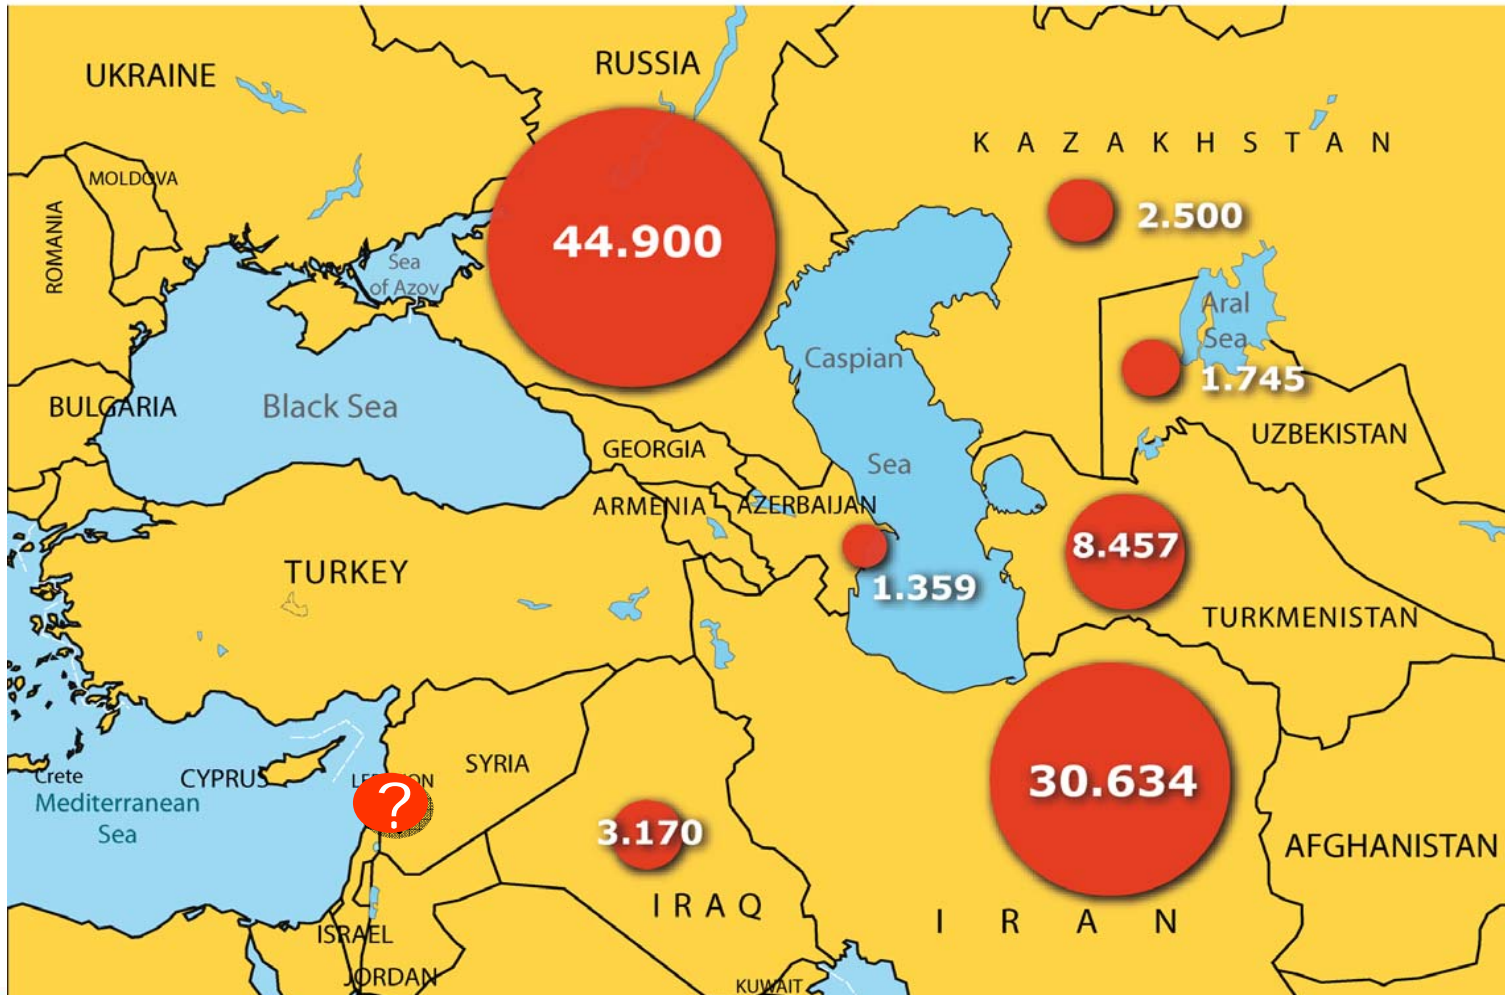 RUSSIA
UKRAINE
KAZAKHSTAN
MOLDOVA
ROMANIA
2.500
44.900
Sea
of Azov
Aral
Sea
Caspian
Sea
1.745
BULGARIA
Black Sea
UZBEKISTAN
GEORGIA
ARMENIA
AZERBAIJAN
8.457
TURKEY
1.359
TURKMENISTAN
SYRIA
Crete
CYPRUS
?
Mediterranean
Sea
30.634
3.170
AFGHANISTAN
IRAQ
IRAN
ISRAEL
JORDAN
KUWAIT